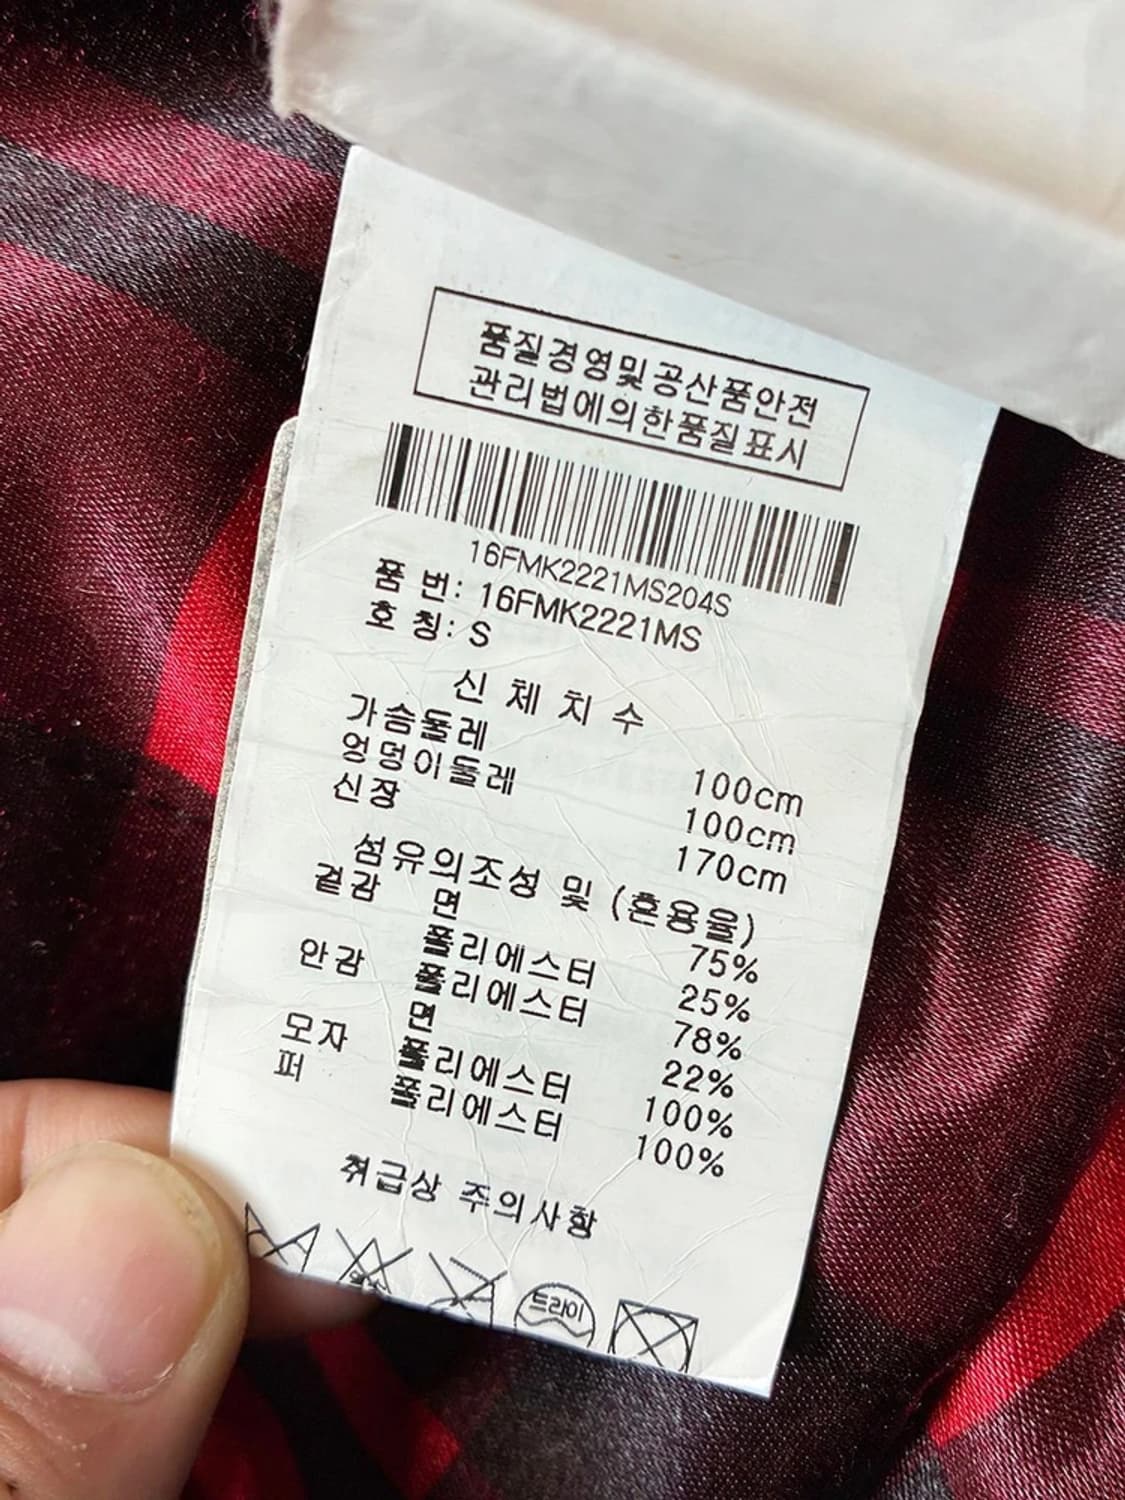 품질경영및공산품안전
관리법에의한품질표시
16FMK2221MS204S
품 번: 16FMK2221MS
호 칭: S
신 체 치 수
가슴둘레 100cm
엉덩이둘레 100cm
신장 170cm
섬유의조성 및 (혼용율)
겉감 면 75%
폴리에스터 25%
안감 폴리에스터 78%
면 22%
모자 폴리에스터 100%
퍼 폴리에스터 100%
취급상 주의사항
드라이